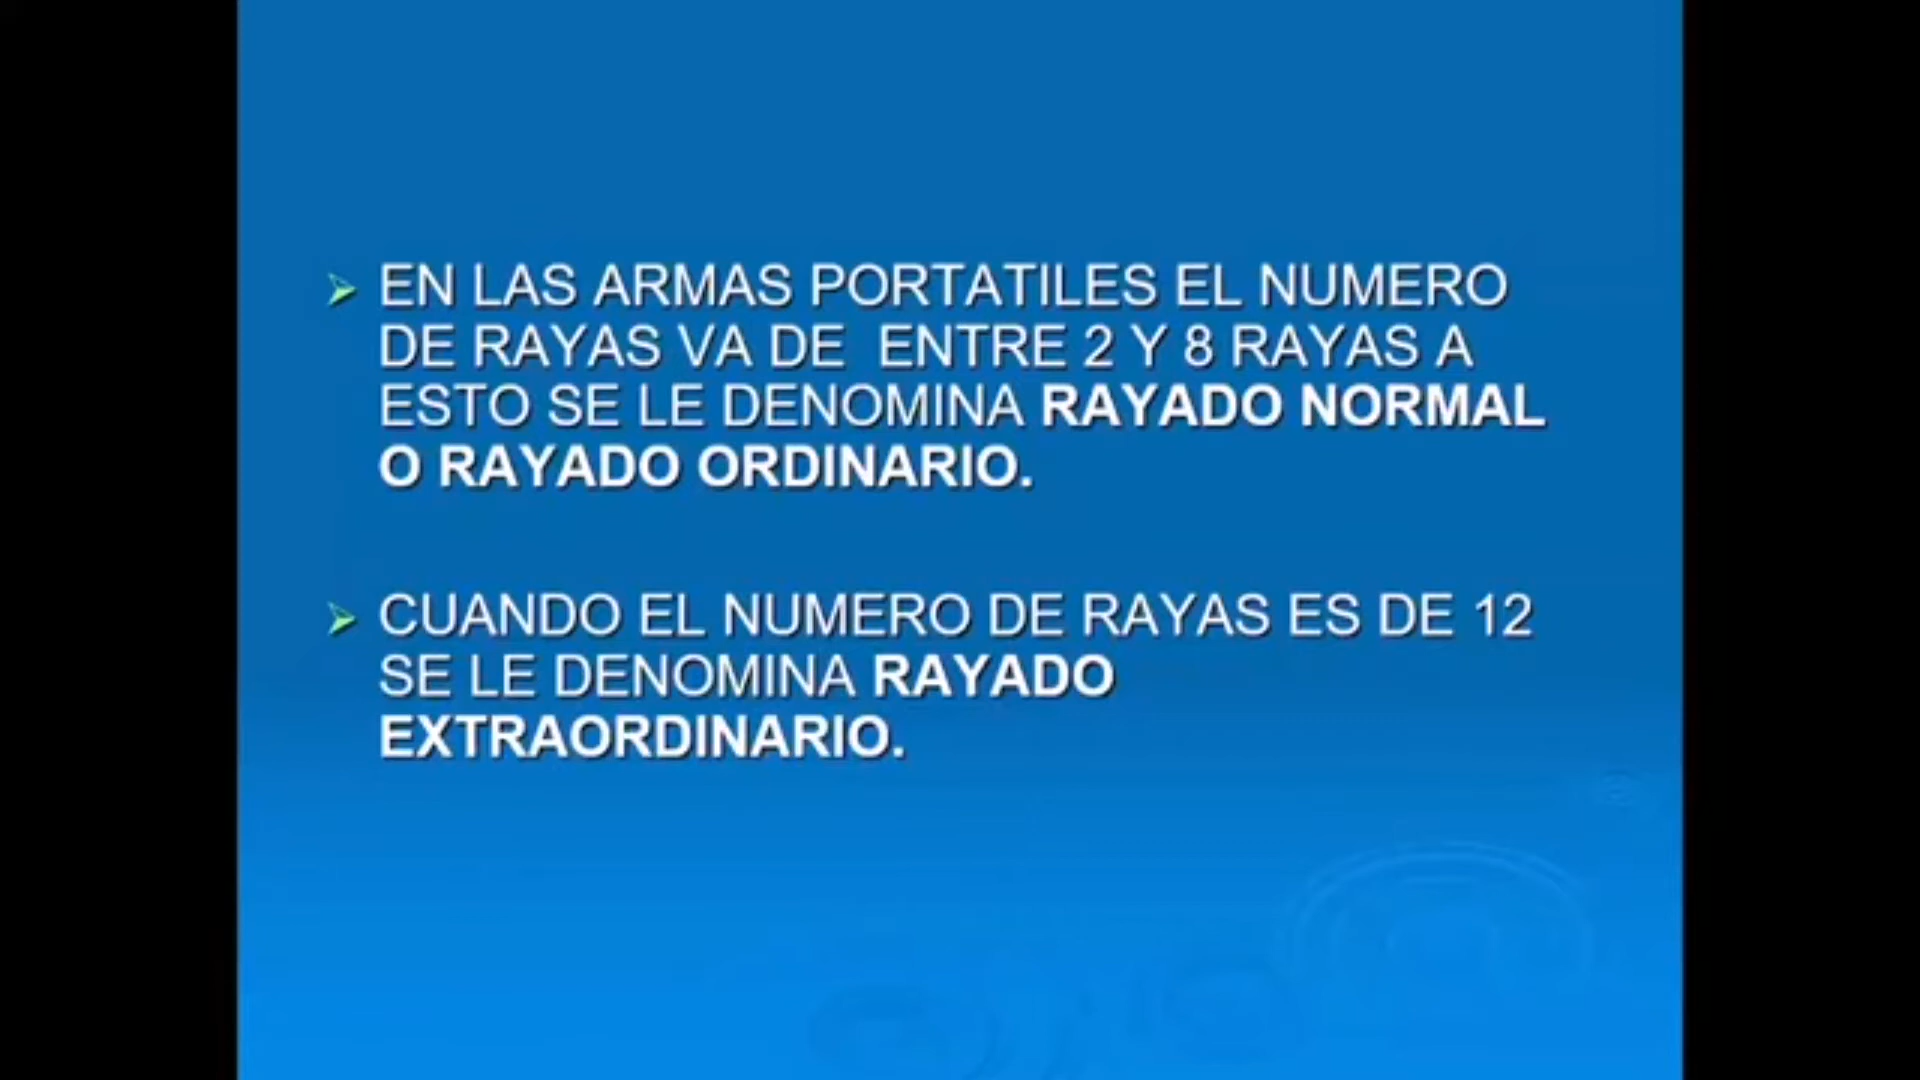 EN LAS ARMAS PORTATILES EL NUMERO
DE RAYAS VA DE ENTRE 2 Y 8 RAYAS A
ESTO SE LE DENOMINA RAYADO NORMAL
O RAYADO ORDINARIO.
CUANDO EL NUMERO DE RAYAS ES DE 12
SE LE DENOMINA RAYADO
EXTRAORDINARIO.